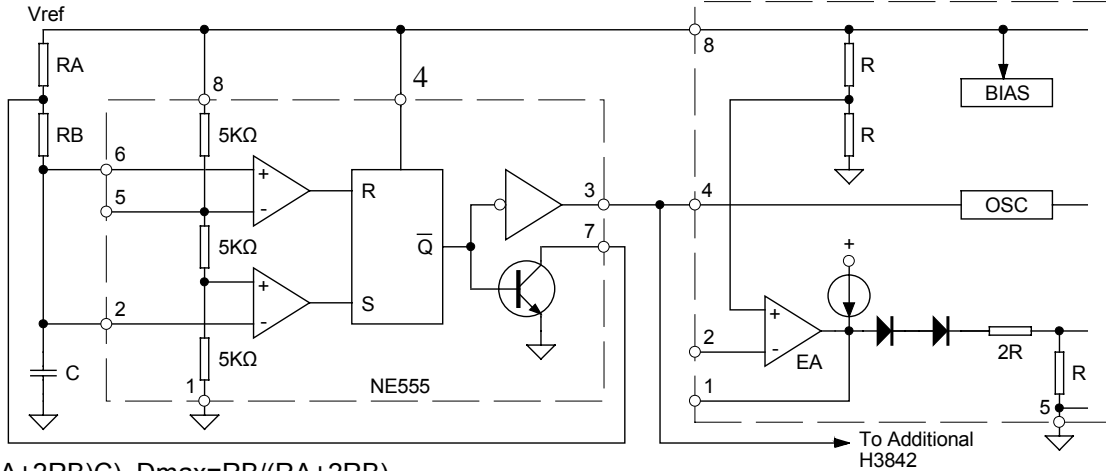 Vref
8
RA
8
4
R
BIAS
RB
5KΩ
R
6
+
R
3
4
OSC
5
-
7
5KΩ
Q
+
+
S
+
2
-
2
-
EA
2R
R
C
5KΩ
1
NE555
1
5
To Additional
H3842
A+2RB)C) Dmax=RB/((RA+2RB)